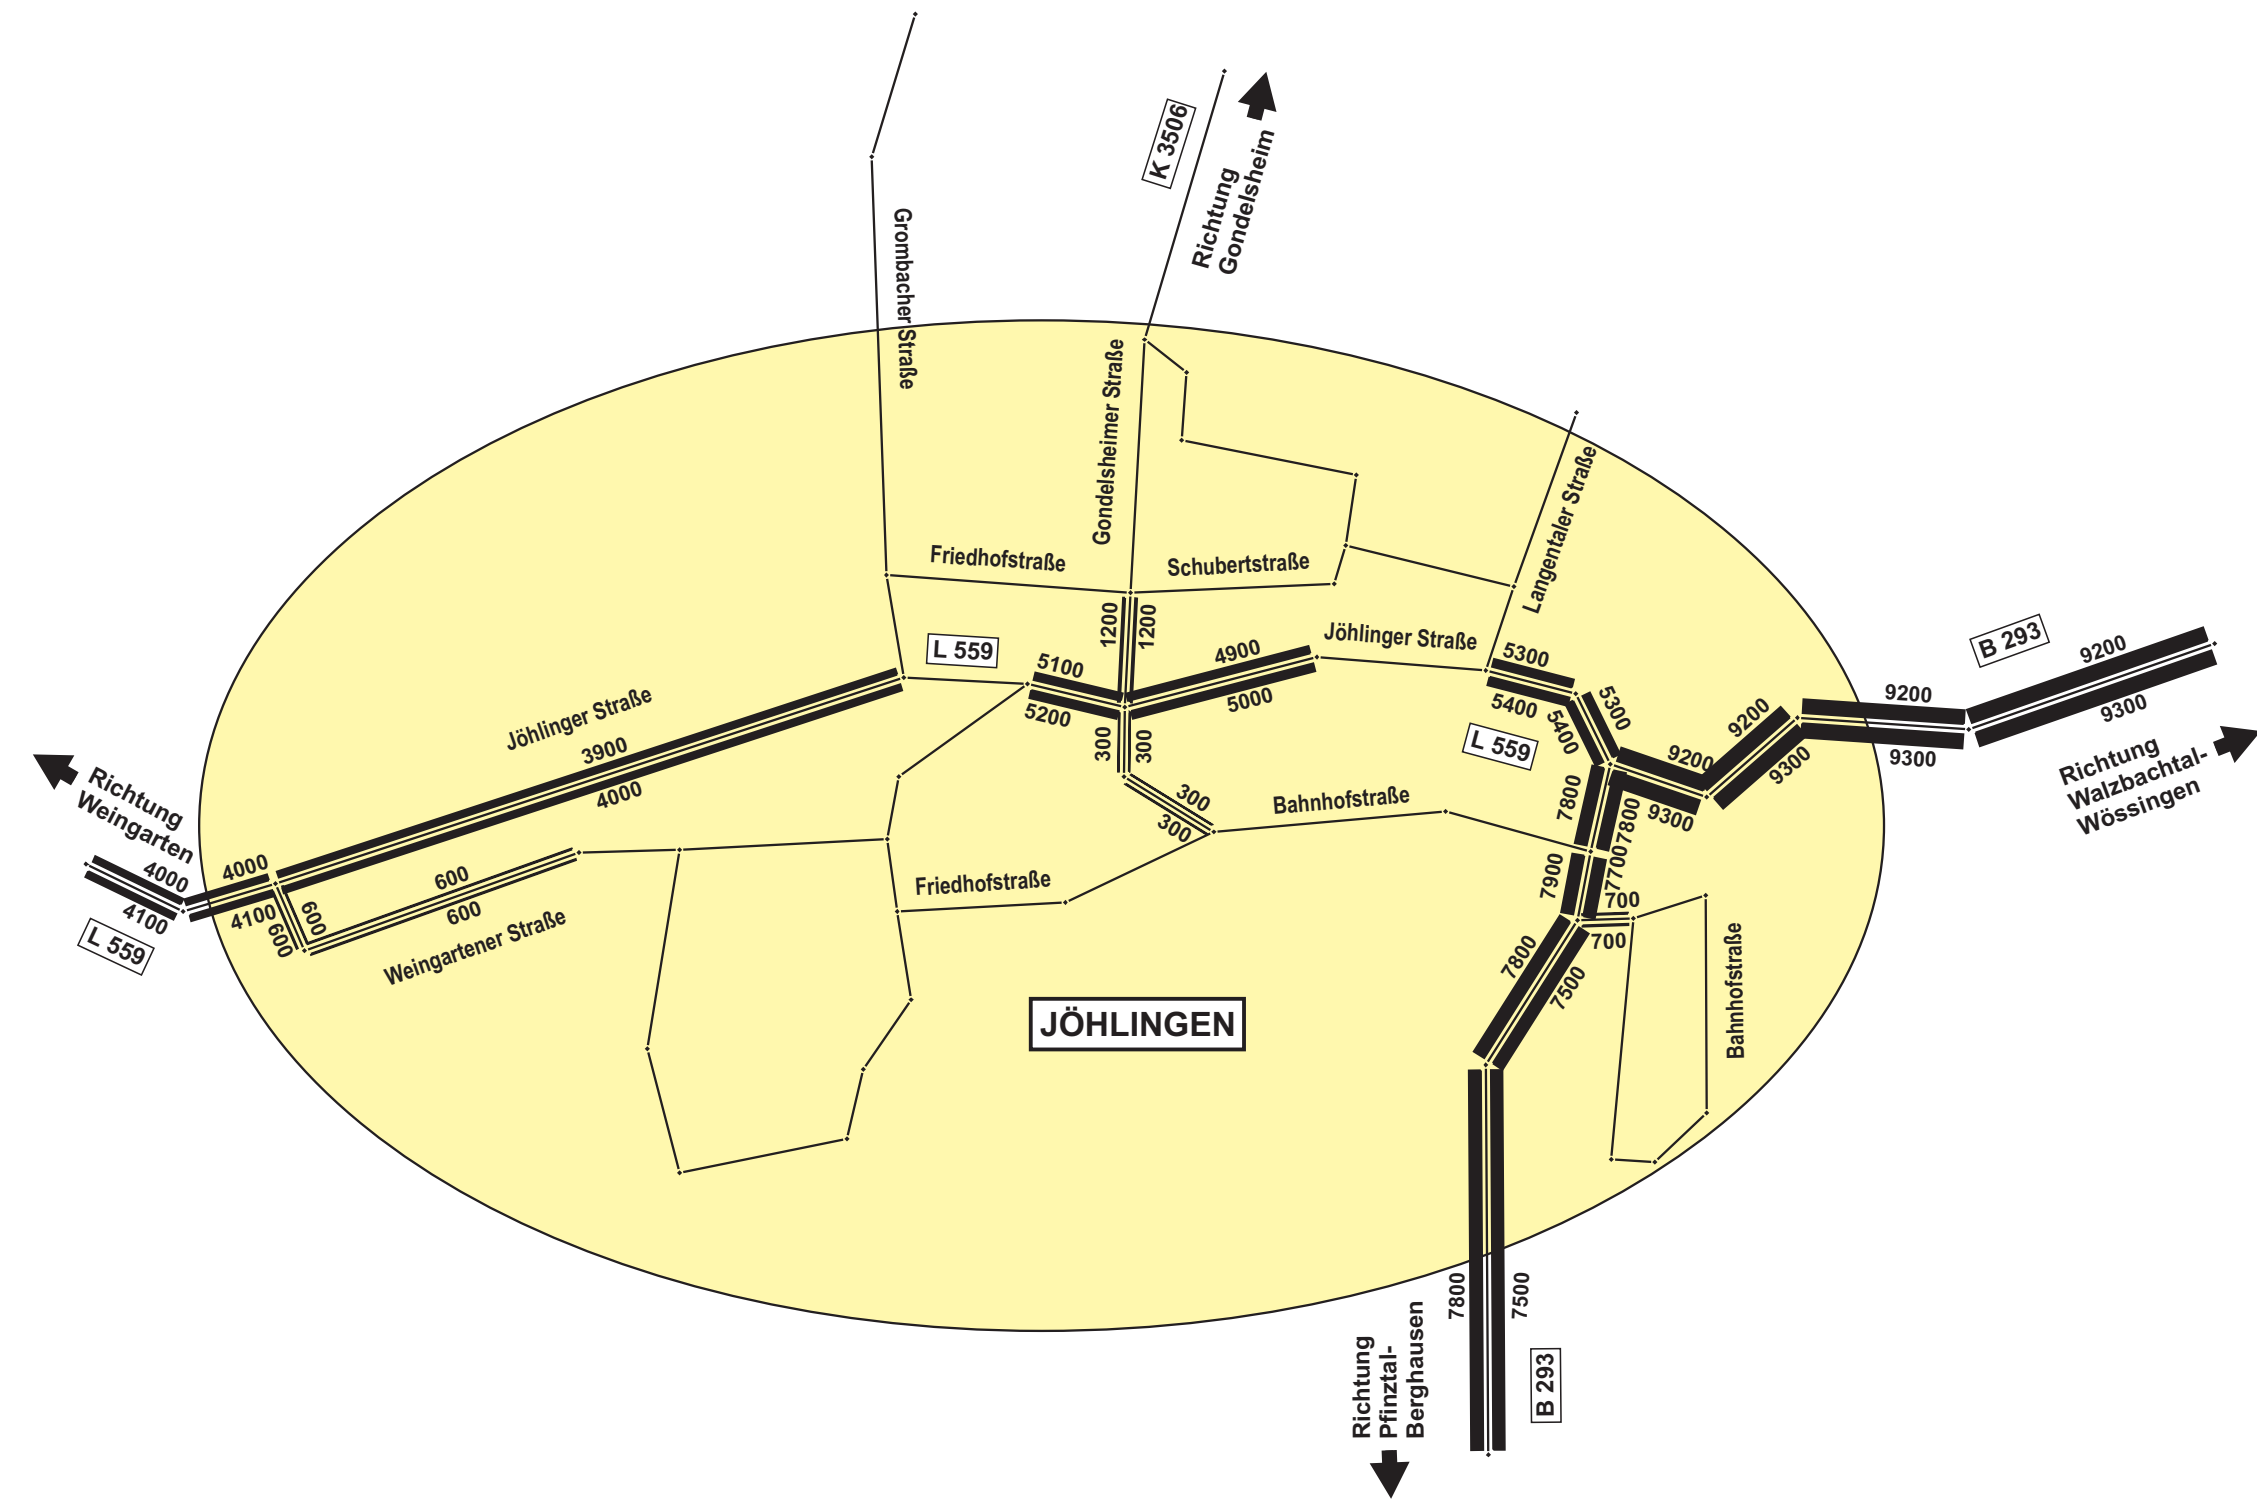 K 3506
Richtung
Gondelsheim
Grombacher Straße
Gondelsheimer Straße
Langentaler Straße
Friedhofstraße
Schubertstraße
1200
1200
L 559
Jöhlinger Straße
5100
5200
4900
5000
5300
5400
5300
5400
L 559
B 293
9200
9300
9200
9300
9200
9300
9200
9300
Richtung
Walzbachtal-
Wössingen
Jöhlinger Straße
3900
4000
300
300
300
300
Bahnhofstraße
7800
7800
7900
7700
700
700
Richtung
Weingarten
4000
4100
L 559
4000
4100
600
600
600
600
Weingartener Straße
Friedhofstraße
7800
7500
Bahnhofstraße
JÖHLINGEN
7800
7500
Richtung
Pfinztal-
Berghausen
B 293